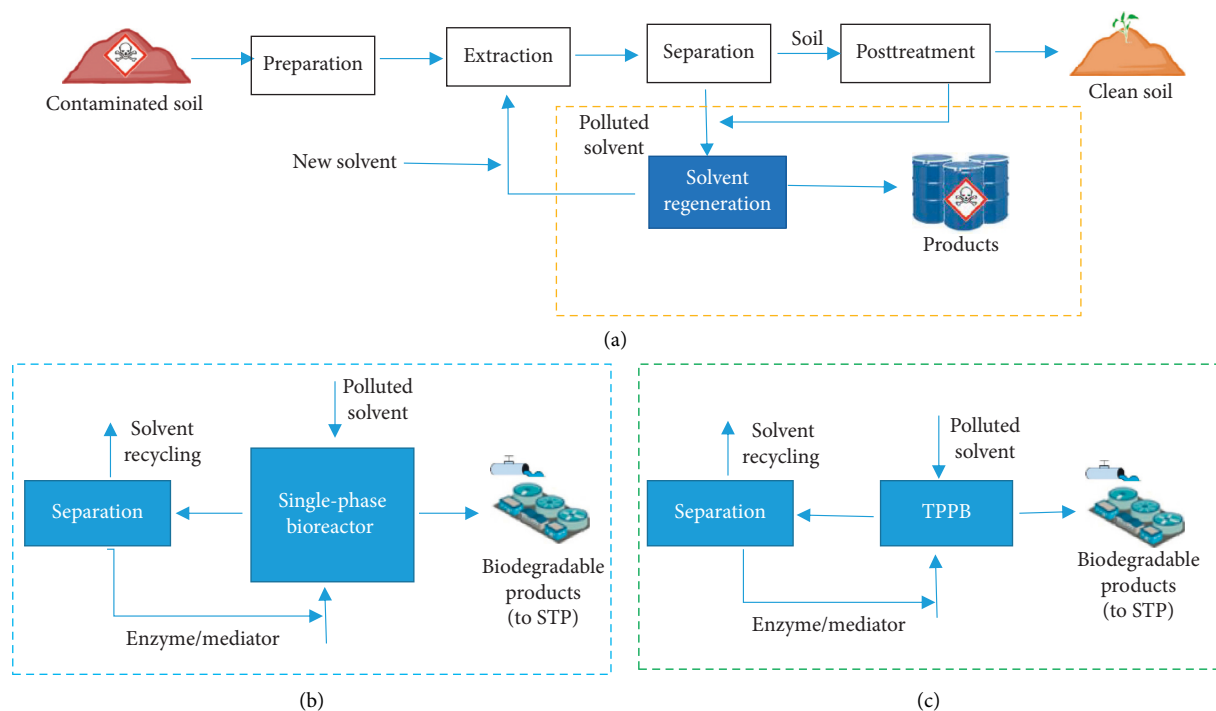 Contaminated soil
Preparation
Extraction
Separation
Soil
Posttreatment
Clean soil
Polluted
solvent
New solvent
Solvent
regeneration
Products
(a)
Polluted
solvent
Solvent
recycling
Separation
Single-phase
bioreactor
Biodegradable
products
(to STP)
Enzyme/mediator
(b)
Polluted
solvent
Solvent
recycling
Separation
TPPB
Biodegradable
products
(to STP)
Enzyme/mediator
(c)